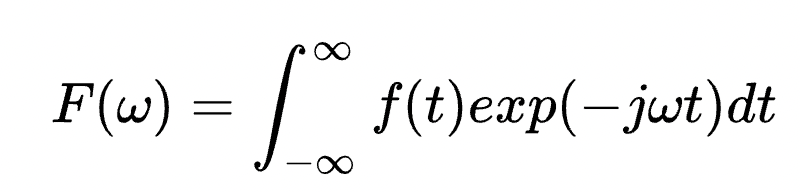 F(ω) = ∫_{−∞}^{∞} f(t)exp(−jωt)dt